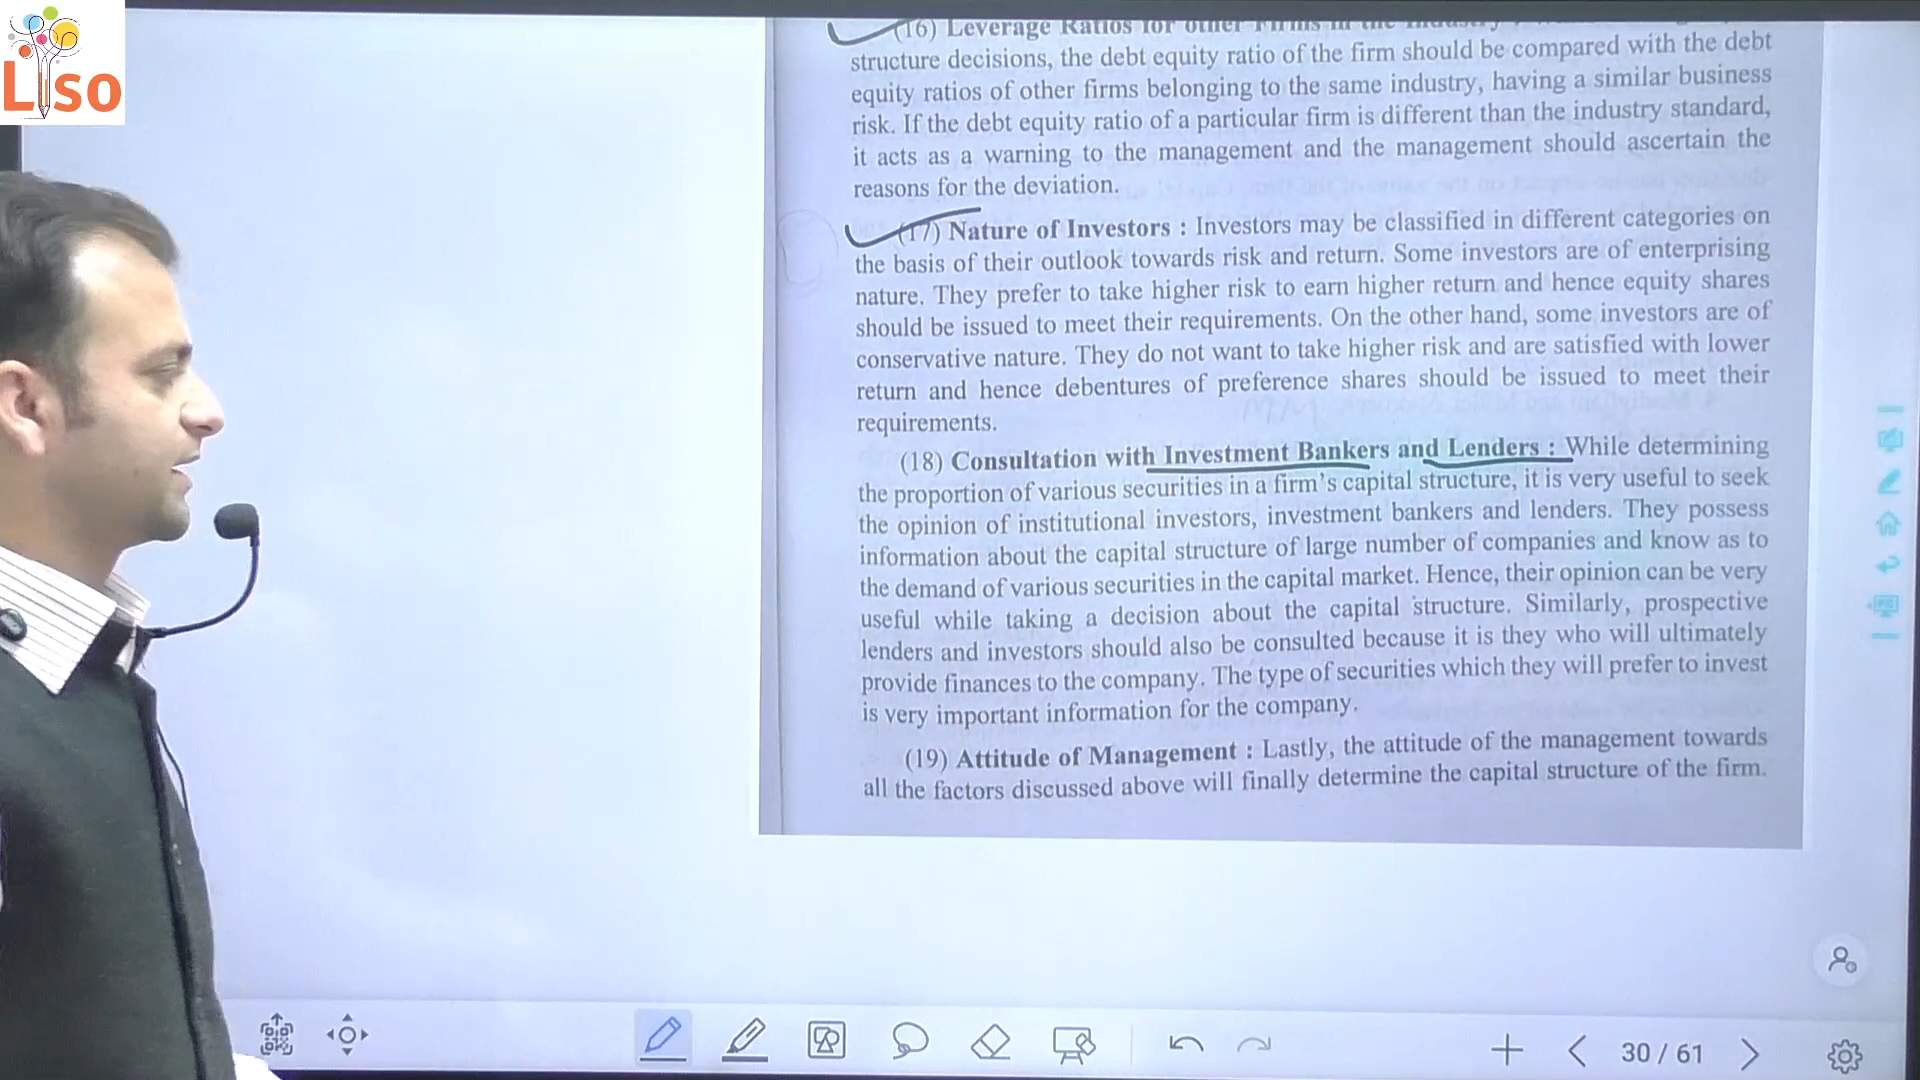 Liso
(16) Leverage Ratios for other Firms in the Industry :
structure decisions, the debt equity ratio of the firm should be compared with the debt
equity ratios of other firms belonging to the same industry, having a similar business
risk. If the debt equity ratio of a particular firm is different than the industry standard,
it acts as a warning to the management and the management should ascertain the
reasons for the deviation.
(17) Nature of Investors : Investors may be classified in different categories on
the basis of their outlook towards risk and return. Some investors are of enterprising
nature. They prefer to take higher risk to earn higher return and hence equity shares
should be issued to meet their requirements. On the other hand, some investors are of
conservative nature. They do not want to take higher risk and are satisfied with lower
return and hence debentures of preference shares should be issued to meet their
requirements.
(18) Consultation with Investment Bankers and Lenders : While determining
the proportion of various securities in a firm's capital structure, it is very useful to seek
the opinion of institutional investors, investment bankers and lenders. They possess
information about the capital structure of large number of companies and know as to
the demand of various securities in the capital market. Hence, their opinion can be very
useful while taking a decision about the capital structure. Similarly, prospective
lenders and investors should also be consulted because it is they who will ultimately
provide finances to the company. The type of securities which they will prefer to invest
is very important information for the company.
(19) Attitude of Management : Lastly, the attitude of the management towards
all the factors discussed above will finally determine the capital structure of the firm.
30 / 61